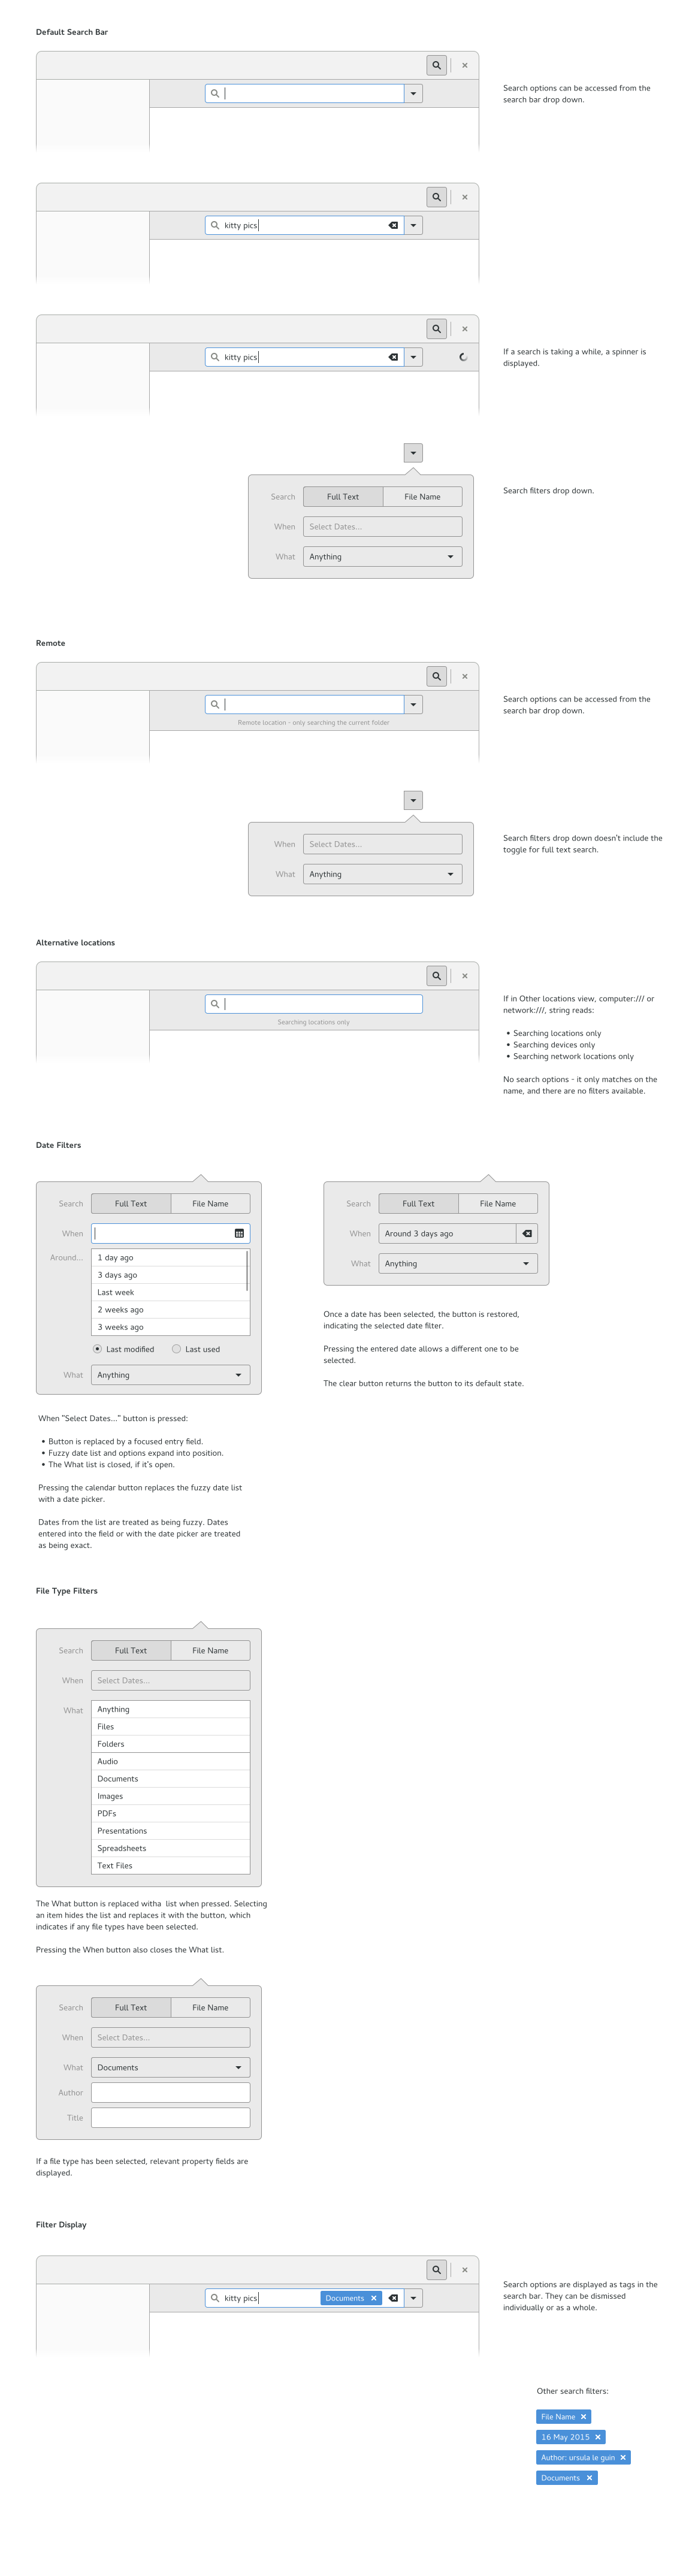 Default Search Bar
Search options can be accessed from the
search bar drop down.
kitty pics
kitty pics
If a search is taking a while, a spinner is
displayed.
Search Full Text File Name
When Select Dates...
What Anything
Search filters drop down.
Remote
Remote location - only searching the current folder
Search options can be accessed from the
search bar drop down.
When Select Dates...
What Anything
Search filters drop down doesn't include the
toggle for full text search.
Alternative locations
Searching locations only
If in Other locations view, computer:/// or
network:///, string reads:
• Searching locations only
• Searching devices only
• Searching network locations only
No search options - it only matches on the
name, and there are no filters available.
Date Filters
Search Full Text File Name
When
Around... 1 day ago
3 days ago
Last week
2 weeks ago
3 weeks ago
Last modified Last used
What Anything
When "Select Dates..." button is pressed:
• Button is replaced by a focused entry field.
• Fuzzy date list and options expand into position.
• The What list is closed, if it's open.
Pressing the calendar button replaces the fuzzy date list
with a date picker.
Dates from the list are treated as being fuzzy. Dates
entered into the field or with the date picker are treated
as being exact.
Search Full Text File Name
When Around 3 days ago
What Anything
Once a date has been selected, the button is restored,
indicating the selected date filter.
Pressing the entered date allows a different one to be
selected.
The clear button returns the button to its default state.
File Type Filters
Search Full Text File Name
When Select Dates...
What Anything
Files
Folders
Audio
Documents
Images
PDFs
Presentations
Spreadsheets
Text Files
The What button is replaced witha  list when pressed. Selecting
an item hides the list and replaces it with the button, which
indicates if any file types have been selected.
Pressing the When button also closes the What list.
Search Full Text File Name
When Select Dates...
What Documents
Author
Title
If a file type has been selected, relevant property fields are
displayed.
Filter Display
kitty pics Documents
Search options are displayed as tags in the
search bar. They can be dismissed
individually or as a whole.
Other search filters:
File Name
16 May 2015
Author: ursula le guin
Documents